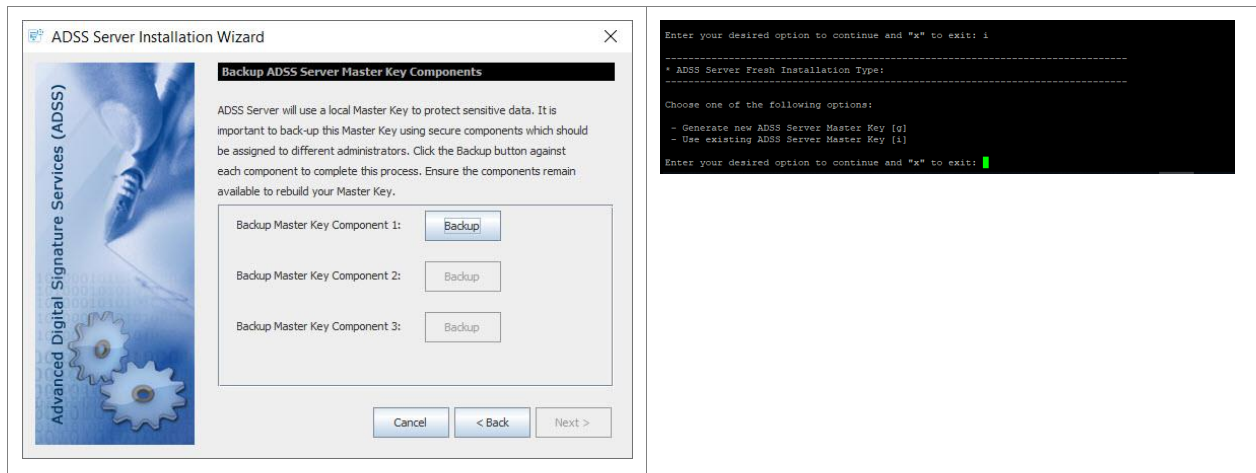 ADSS Server Installation Wizard
Advanced Digital Signature Services (ADSS)
Backup ADSS Server Master Key Components
ADSS Server will use a local Master Key to protect sensitive data. It is
important to back-up this Master Key using secure components which should
be assigned to different administrators. Click the Backup button against
each component to complete this process. Ensure the components remain
available to rebuild your Master Key.
Backup Master Key Component 1: Backup
Backup Master Key Component 2: Backup
Backup Master Key Component 3: Backup
Cancel < Back Next >
Enter your desired option to continue and "x" to exit: i
--------------------------------------------------------------------------------
* ADSS Server Fresh Installation Type:
--------------------------------------------------------------------------------
Choose one of the following options:
- Generate new ADSS Server Master Key [g]
- Use existing ADSS Server Master Key [i]
Enter your desired option to continue and "x" to exit: